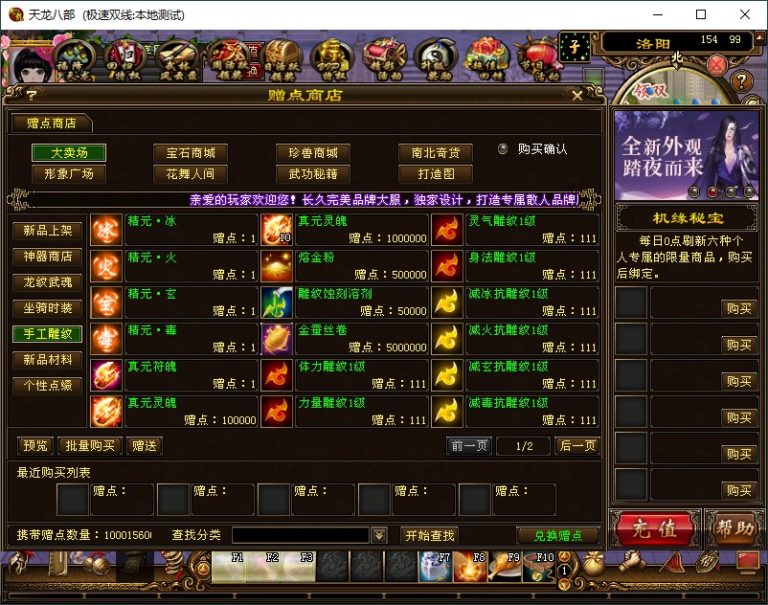 天龙八部 (极速双线:本地测试)
洛阳 154 99
北
领双
?
赠点商店
赠点商店
大卖场 宝石商城 珍兽商城 南北奇货 购买确认
形象广场 花舞人间 武功秘籍 打造图
亲爱的玩家欢迎您! 长久完美品牌大服,独家设计,打造专属散人品牌
新品上架
神器商店
龙纹武魂
坐骑时装
手工雕纹
新品材料
个性点缀
精元·冰 赠点:1
真元灵魄 10 赠点:1000000
灵气雕纹1级 赠点:111
精元·火 赠点:1
熔金粉 赠点:500000
身法雕纹1级 赠点:111
精元·玄 赠点:1
雕纹蚀刻溶剂 赠点:50000
减冰抗雕纹1级 赠点:111
精元·毒 赠点:1
金蚕丝卷 赠点:5000000
减火抗雕纹1级 赠点:111
真元符魄 赠点:1
体力雕纹1级 赠点:111
减玄抗雕纹1级 赠点:111
真元灵魄 赠点:100000
力量雕纹1级 赠点:111
减毒抗雕纹1级 赠点:111
预览 批量购买 赠送 前一页 1/2 后一页
最近购买列表
赠点: 赠点: 赠点: 赠点: 赠点:
携带赠点数量:10001560 查找分类 开始查找 兑换赠点
全新外观
踏夜而来
机缘秘宝
每日0点刷新六种个
人专属的限量商品,购买
后绑定。
购买
购买
购买
购买
购买
购买
充值 帮助
F1 F2 F3 F7 F8 F9 F10 1